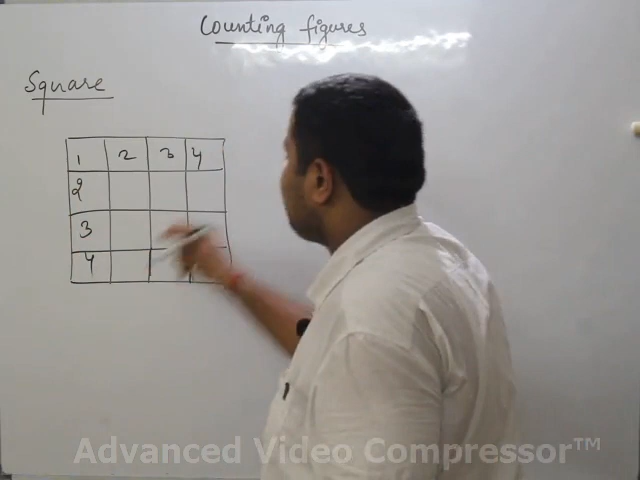 Counting figures
Square
1 2 3 4
2
3
4
Advanced Video Compressor™